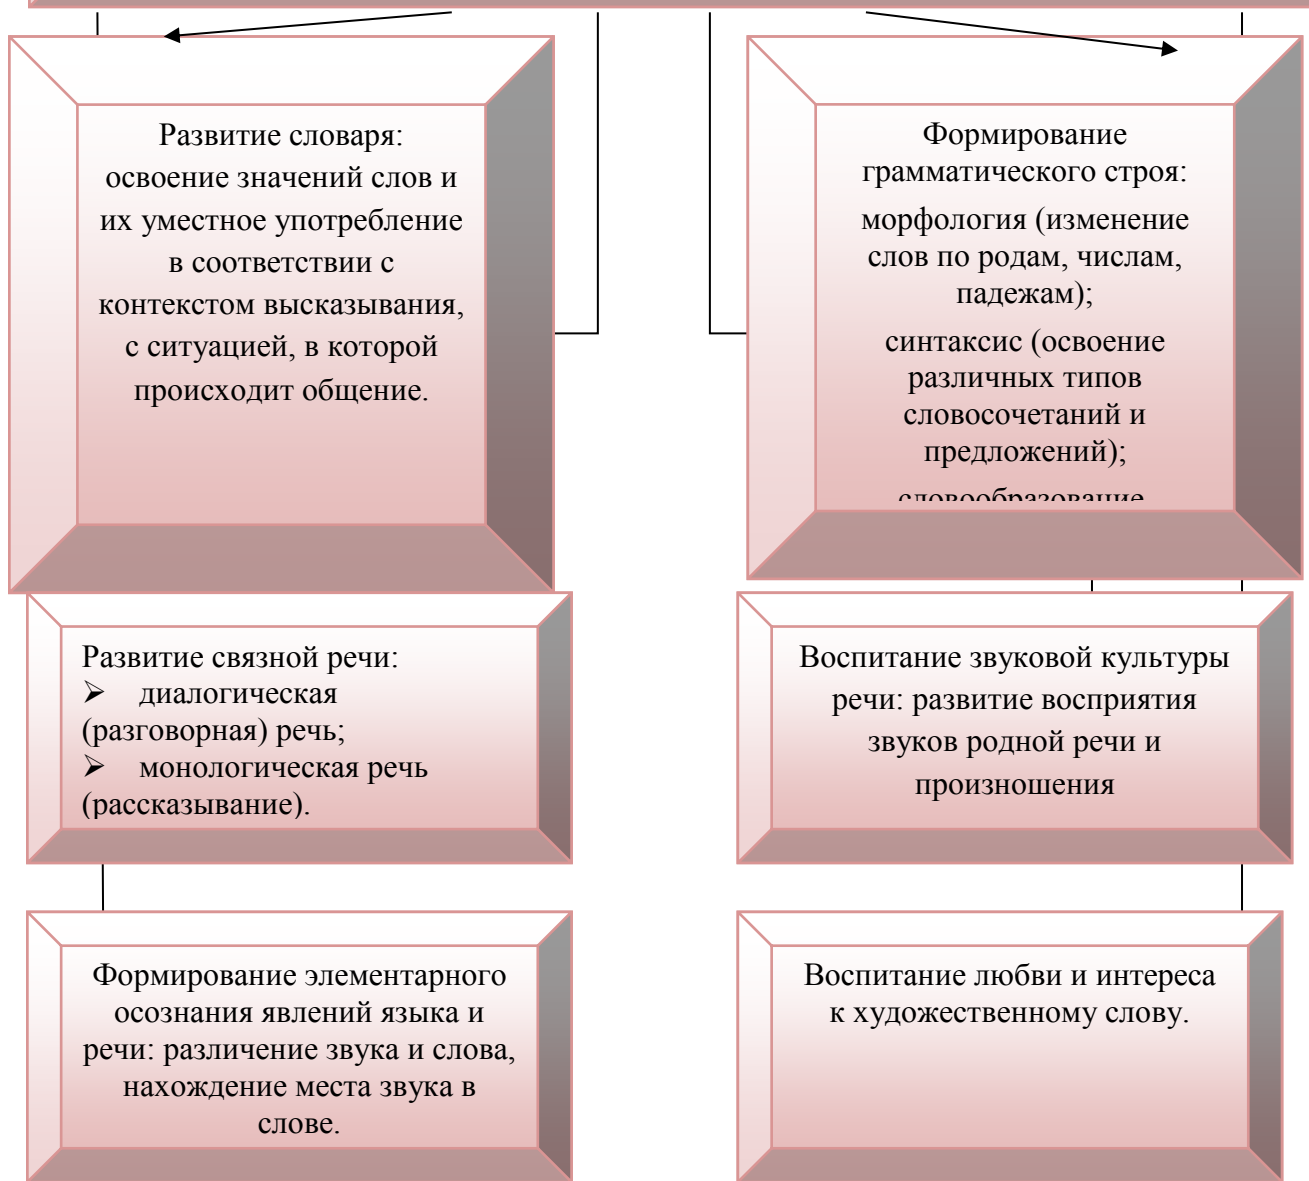 Развитие словаря:
освоение значений слов и
их уместное употребление
в соответствии с
контекстом высказывания,
с ситуацией, в которой
происходит общение.
Формирование
грамматического строя:
морфология (изменение
слов по родам, числам,
падежам);
синтаксис (освоение
различных типов
словосочетаний и
предложений);
словообразование
Развитие связной речи:
➢ диалогическая
(разговорная) речь;
➢ монологическая речь
(рассказывание).
Воспитание звуковой культуры
речи: развитие восприятия
звуков родной речи и
произношения
Формирование элементарного
осознания явлений языка и
речи: различение звука и слова,
нахождение места звука в
слове.
Воспитание любви и интереса
к художественному слову.